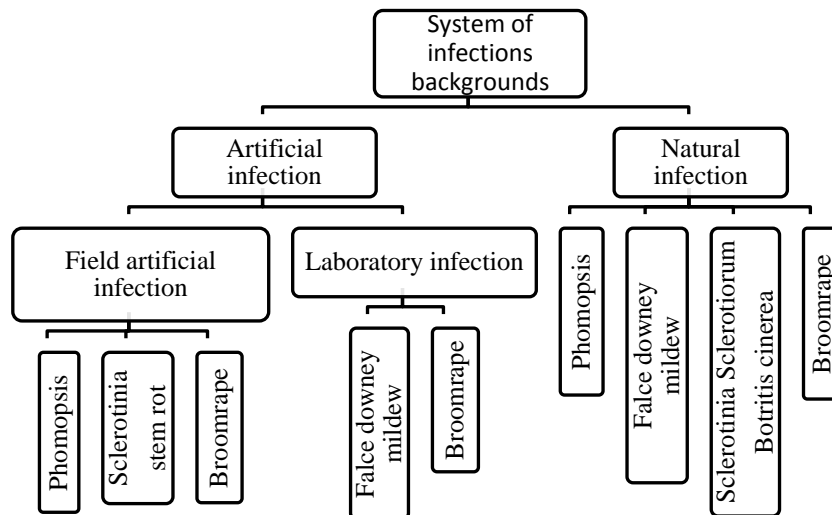 System of
infections
backgrounds
Artificial
infection
Natural
infection
Field artificial
infection
Laboratory infection
Phomopsis
Sclerotinia
stem rot
Broomrape
Falce downey
mildew
Broomrape
Phomopsis
Falce downey
mildew
Sclerotinia Sclerotiorum
Botritis cinerea
Broomrape